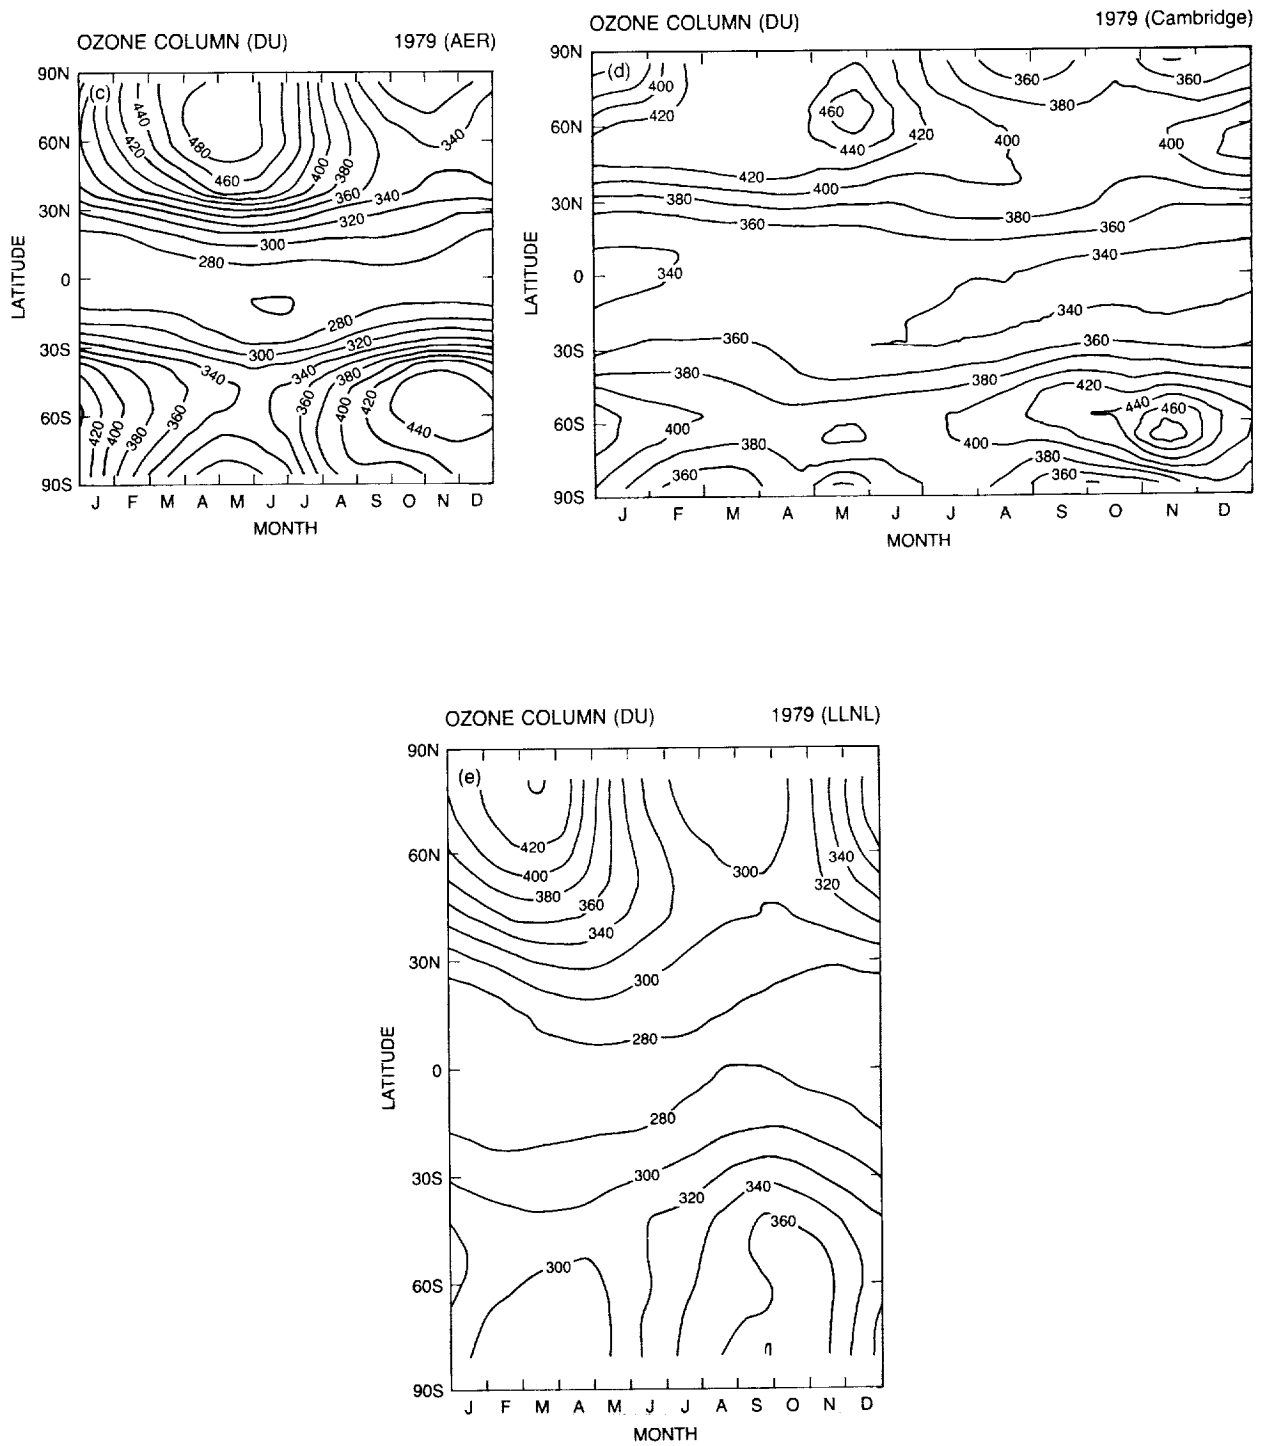 OZONE COLUMN (DU) 1979 (AER)
(c)
90N
60N
30N
0
30S
60S
90S
LATITUDE
440
420
480
460
400
380
360
340
340
320
300
280
280
300
320
340
340
380
360
400
420
440
360
380
400
420
J F M A M J J A S O N D
MONTH
OZONE COLUMN (DU) 1979 (Cambridge)
(d)
90N
60N
30N
0
30S
60S
90S
LATITUDE
400
420
460
440
420
360
380
400
360
400
420
400
380
360
380
360
340
340
340
360
380
360
380
420
440
460
400
380
360
400
380
360
J F M A M J J A S O N D
MONTH
OZONE COLUMN (DU) 1979 (LLNL)
(e)
90N
60N
30N
0
30S
60S
90S
LATITUDE
420
400
380
360
340
300
340
320
300
280
280
300
320
340
360
300
J F M A M J J A S O N D
MONTH